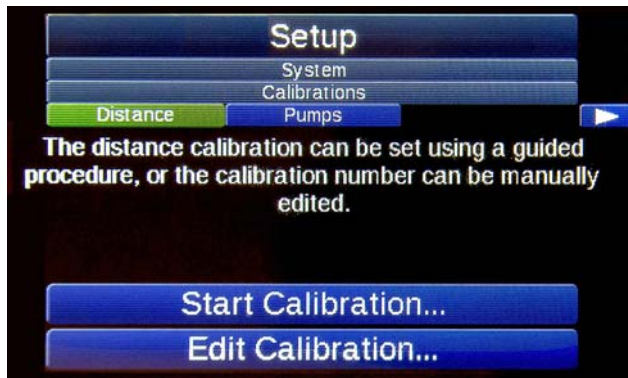 Setup
System
Calibrations
Distance Pumps
The distance calibration can be set using a guided
procedure, or the calibration number can be manually
edited.
Start Calibration...
Edit Calibration...